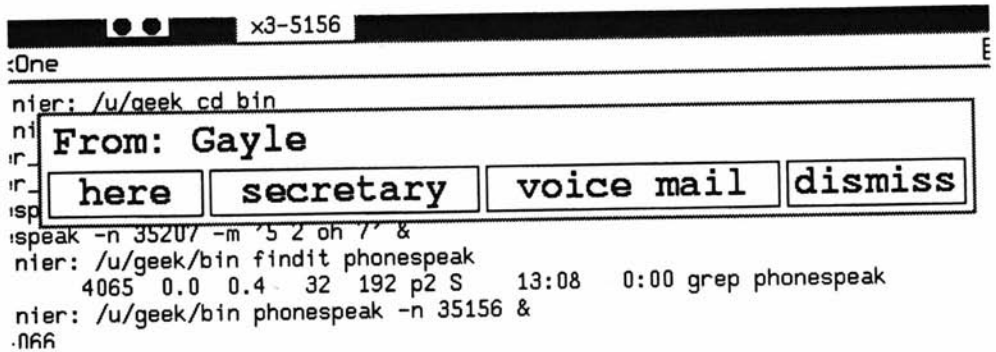 x3-5156
:One
nier: /u/geek cd bin
ni
From: Gayle
here secretary voice mail dismiss
speak -n 35207 -m '5 2 oh 7' &
nier: /u/geek/bin findit phonespeak
4065 0.0 0.4 32 192 p2 S 13:08 0:00 grep phonespeak
nier: /u/geek/bin phonespeak -n 35156 &